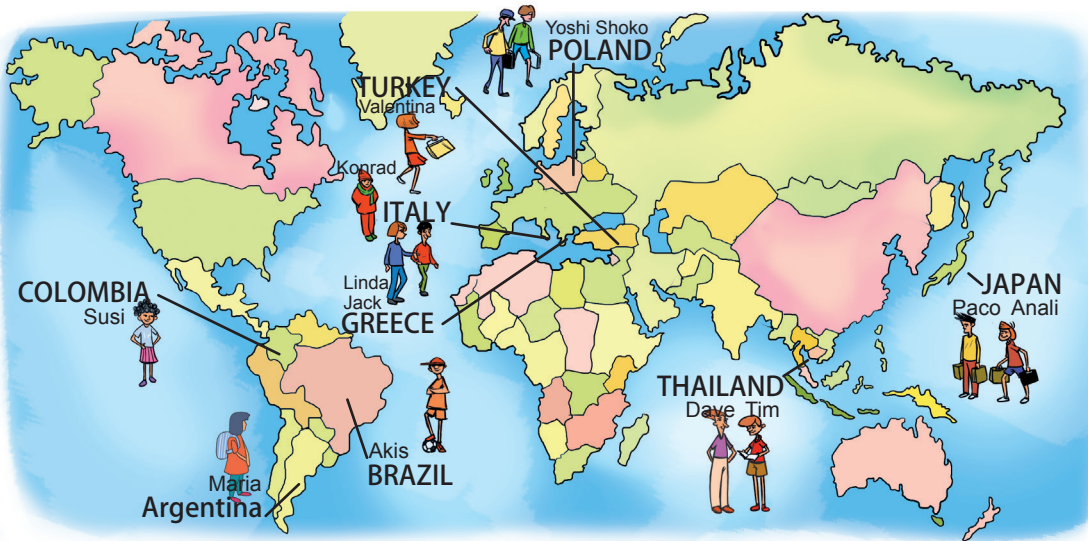 Yoshi Shoko
POLAND
TURKEY
Valentina
Konrad
ITALY
Linda
Jack
GREECE
COLOMBIA
Susi
JAPAN
Paco Anali
THAILAND
Dave Tim
Akis
BRAZIL
Maria
Argentina